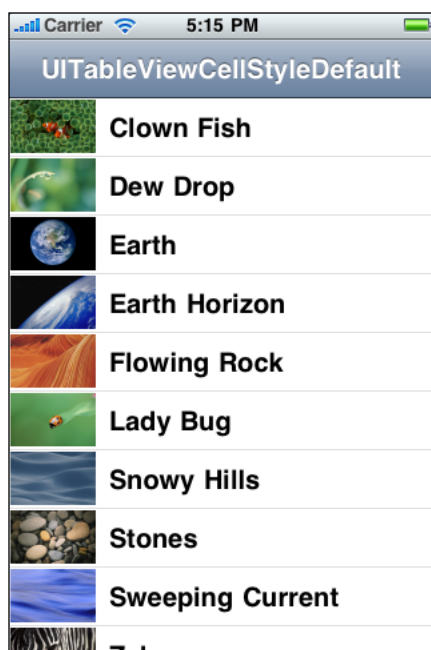 Carrier 5:15 PM
UITableViewCellStyleDefault
Clown Fish
Dew Drop
Earth
Earth Horizon
Flowing Rock
Lady Bug
Snowy Hills
Stones
Sweeping Current